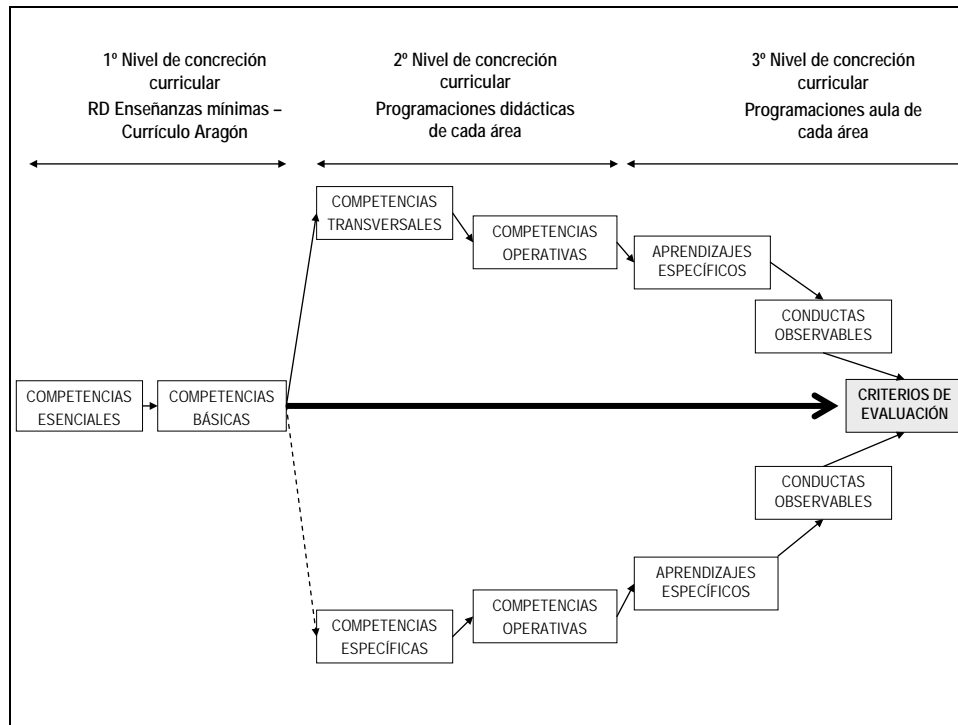 1º Nivel de concreción
curricular
RD Enseñanzas mínimas –
Currículo Aragón
2º Nivel de concreción
curricular
Programaciones didácticas
de cada área
3º Nivel de concreción
curricular
Programaciones aula de
cada área
COMPETENCIAS
TRANSVERSALES
COMPETENCIAS
OPERATIVAS
APRENDIZAJES
ESPECÍFICOS
CONDUCTAS
OBSERVABLES
COMPETENCIAS
ESENCIALES
COMPETENCIAS
BÁSICAS
CRITERIOS DE
EVALUACIÓN
CONDUCTAS
OBSERVABLES
APRENDIZAJES
ESPECÍFICOS
COMPETENCIAS
OPERATIVAS
COMPETENCIAS
ESPECÍFICAS